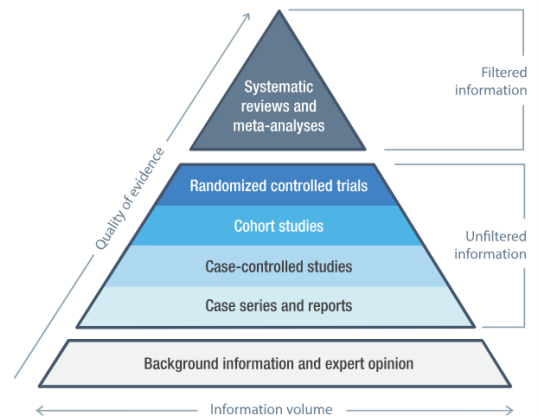 Systematic
reviews and
meta-analyses
Filtered
information
Quality of evidence
Randomized controlled trials
Cohort studies
Case-controlled studies
Case series and reports
Unfiltered
information
Background information and expert opinion
Information volume